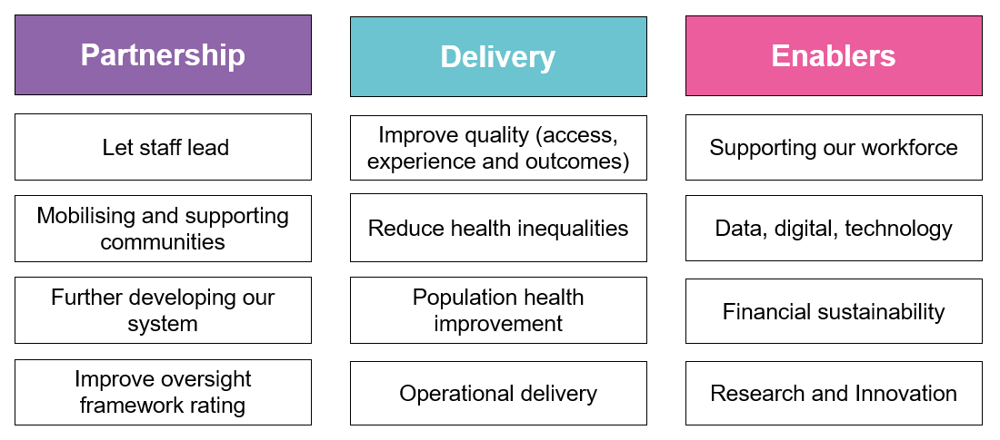 Partnership
Let staff lead
Mobilising and supporting
communities
Further developing our
system
Improve oversight
framework rating
Delivery
Improve quality (access,
experience and outcomes)
Reduce health inequalities
Population health
improvement
Operational delivery
Enablers
Supporting our workforce
Data, digital, technology
Financial sustainability
Research and Innovation